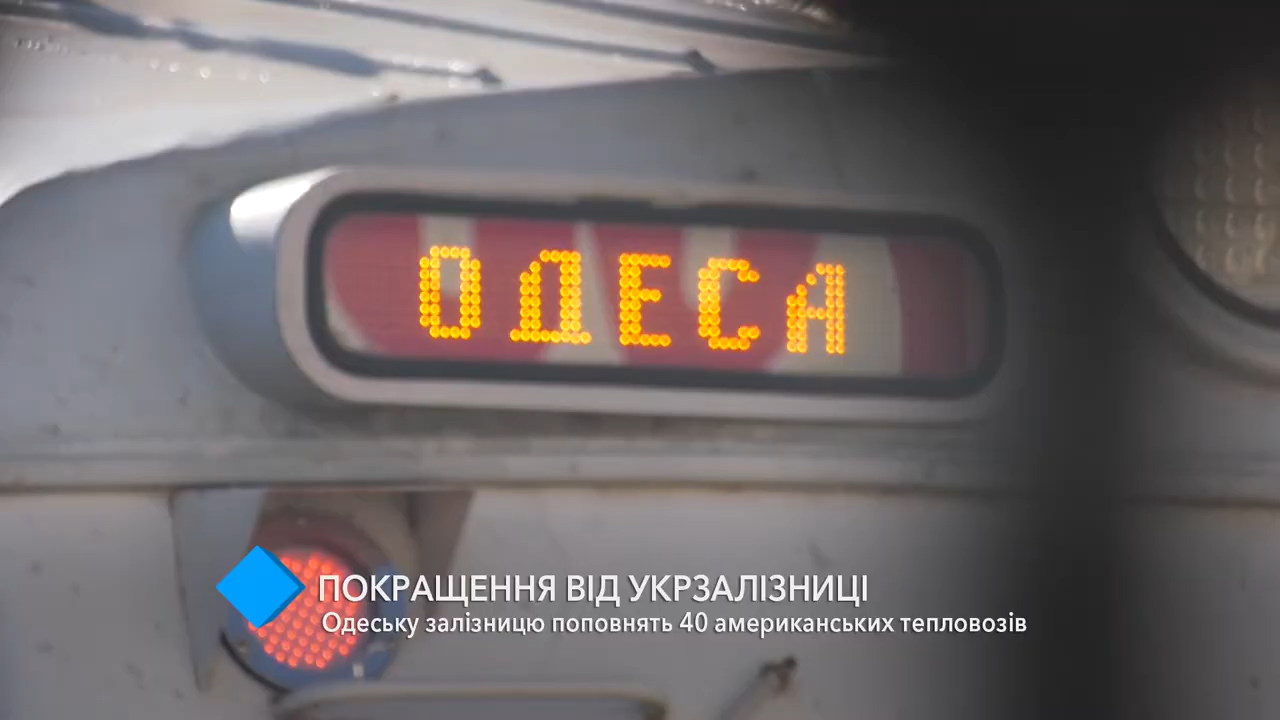 ОДЕСА
ПОКРАЩЕННЯ ВІД УКРЗАЛІЗНИЦІ
Одеську залізницю поповнять 40 американських тепловозів